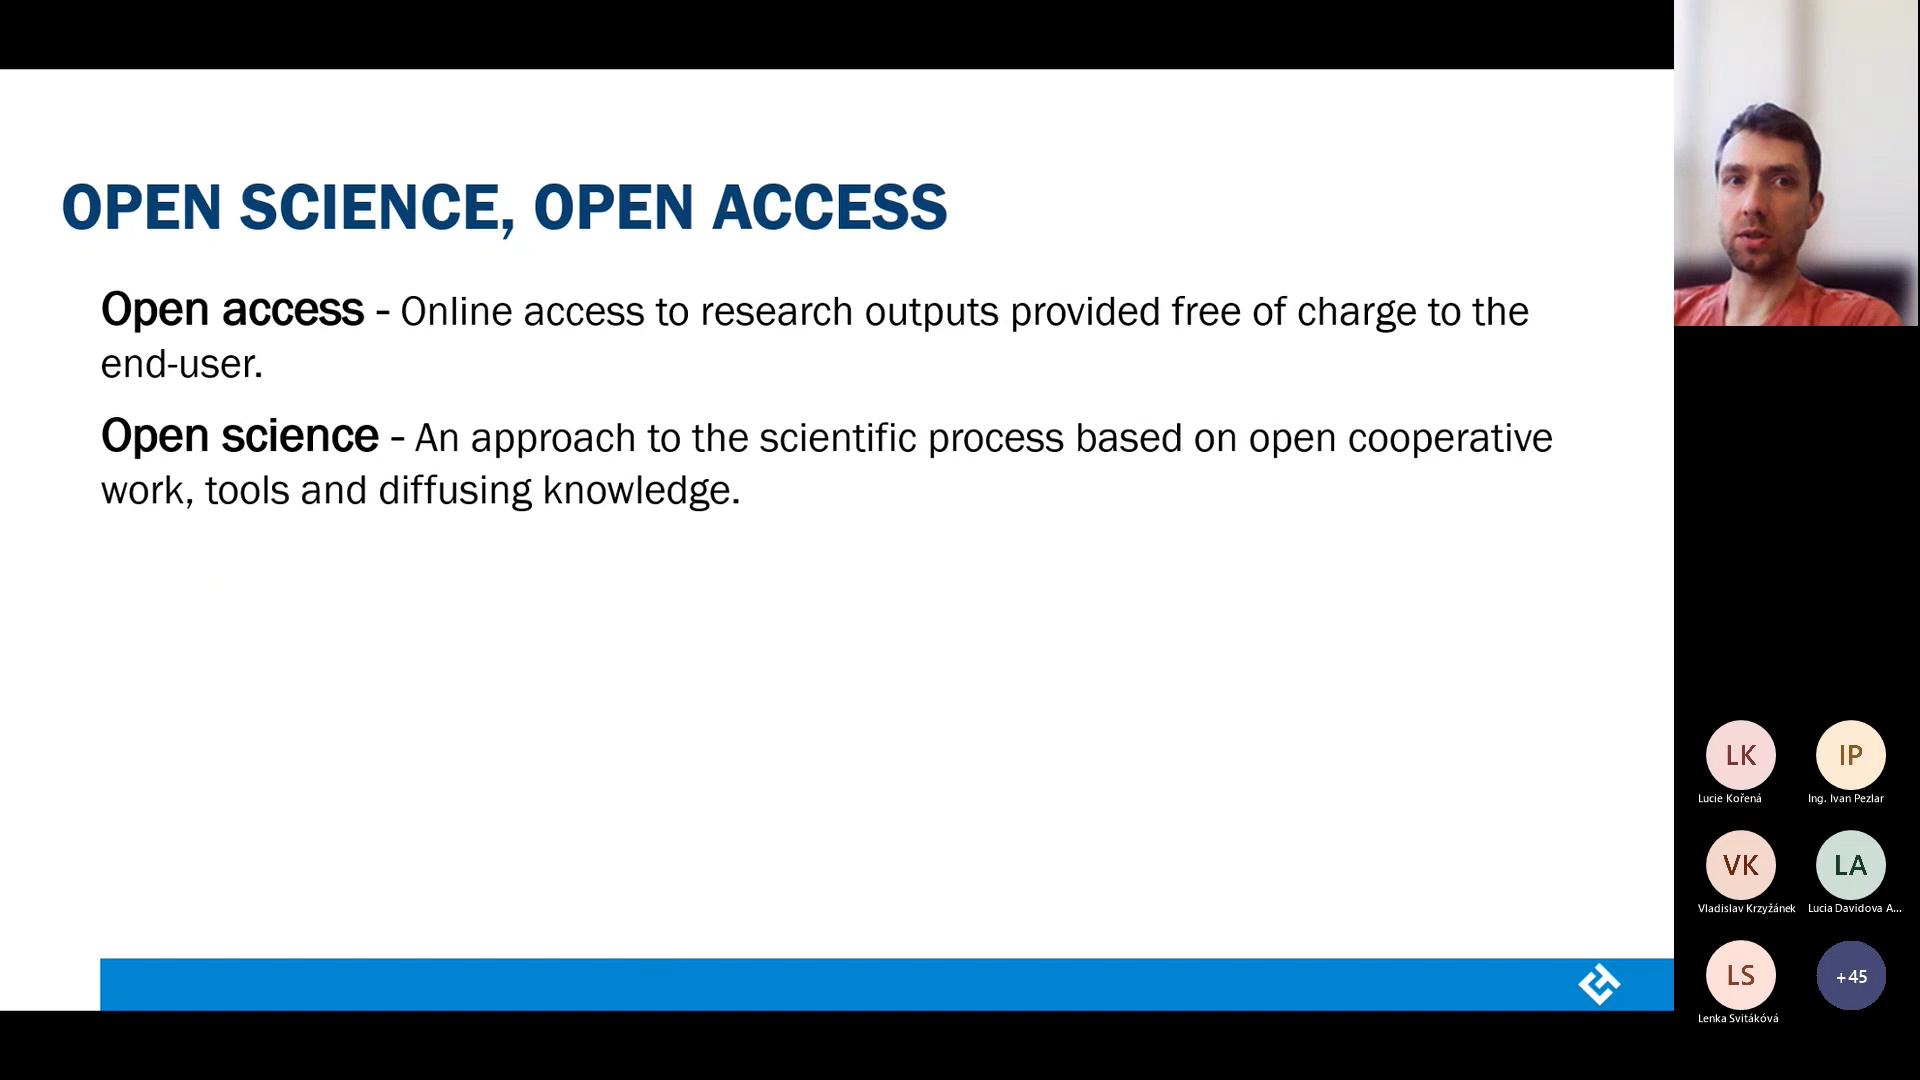 OPEN SCIENCE, OPEN ACCESS
Open access - Online access to research outputs provided free of charge to the
end-user.
Open science - An approach to the scientific process based on open cooperative
work, tools and diffusing knowledge.
LK
IP
Lucie Kořená
Ing. Ivan Pezlar
VK
LA
Vladislav Krzyžánek
Lucia Davidova A...
LS
+45
Lenka Svitáková